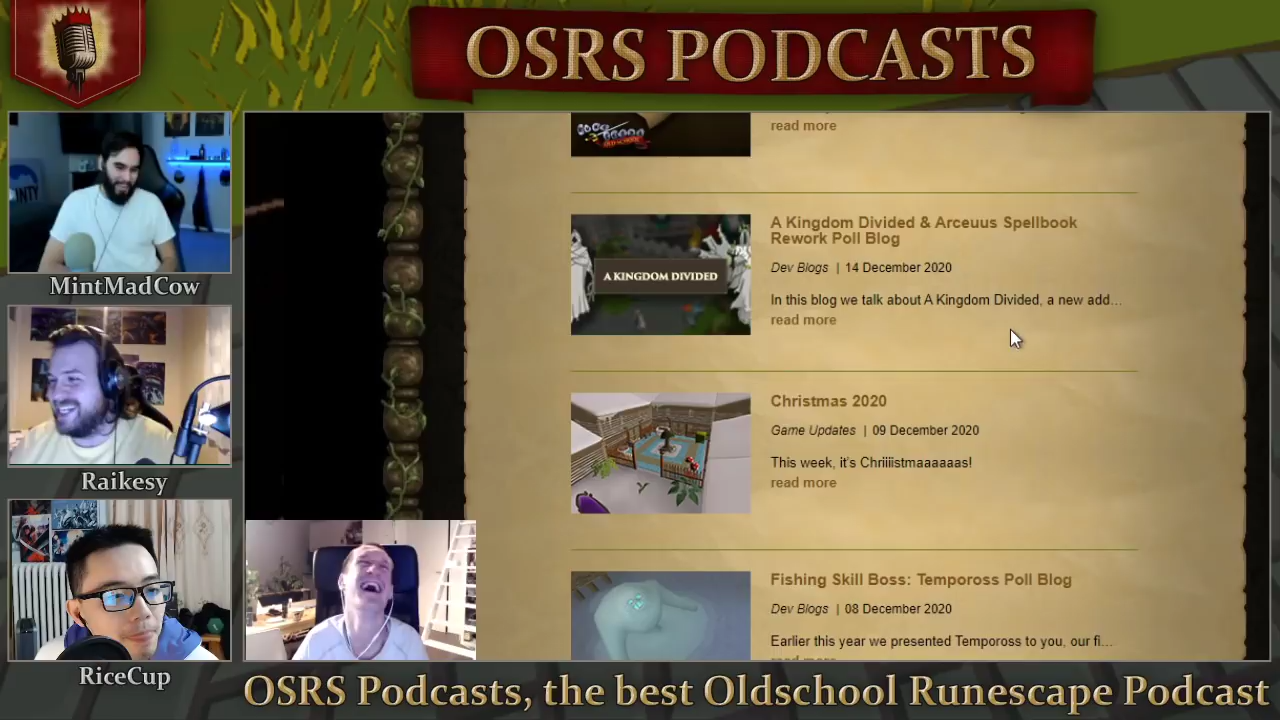 OSRS PODCASTS
read more
A Kingdom Divided & Arceuus Spellbook
Rework Poll Blog
Dev Blogs | 14 December 2020
In this blog we talk about A Kingdom Divided, a new add...
read more
A KINGDOM DIVIDED
Christmas 2020
Game Updates | 09 December 2020
This week, it's Chriiiistmaaaaaas!
read more
Fishing Skill Boss: Tempoross Poll Blog
Dev Blogs | 08 December 2020
Earlier this year we presented Tempoross to you, our fi...
read more
MintMadCow
Raikesy
RiceCup
OSRS Podcasts, the best Oldschool Runescape Podcast